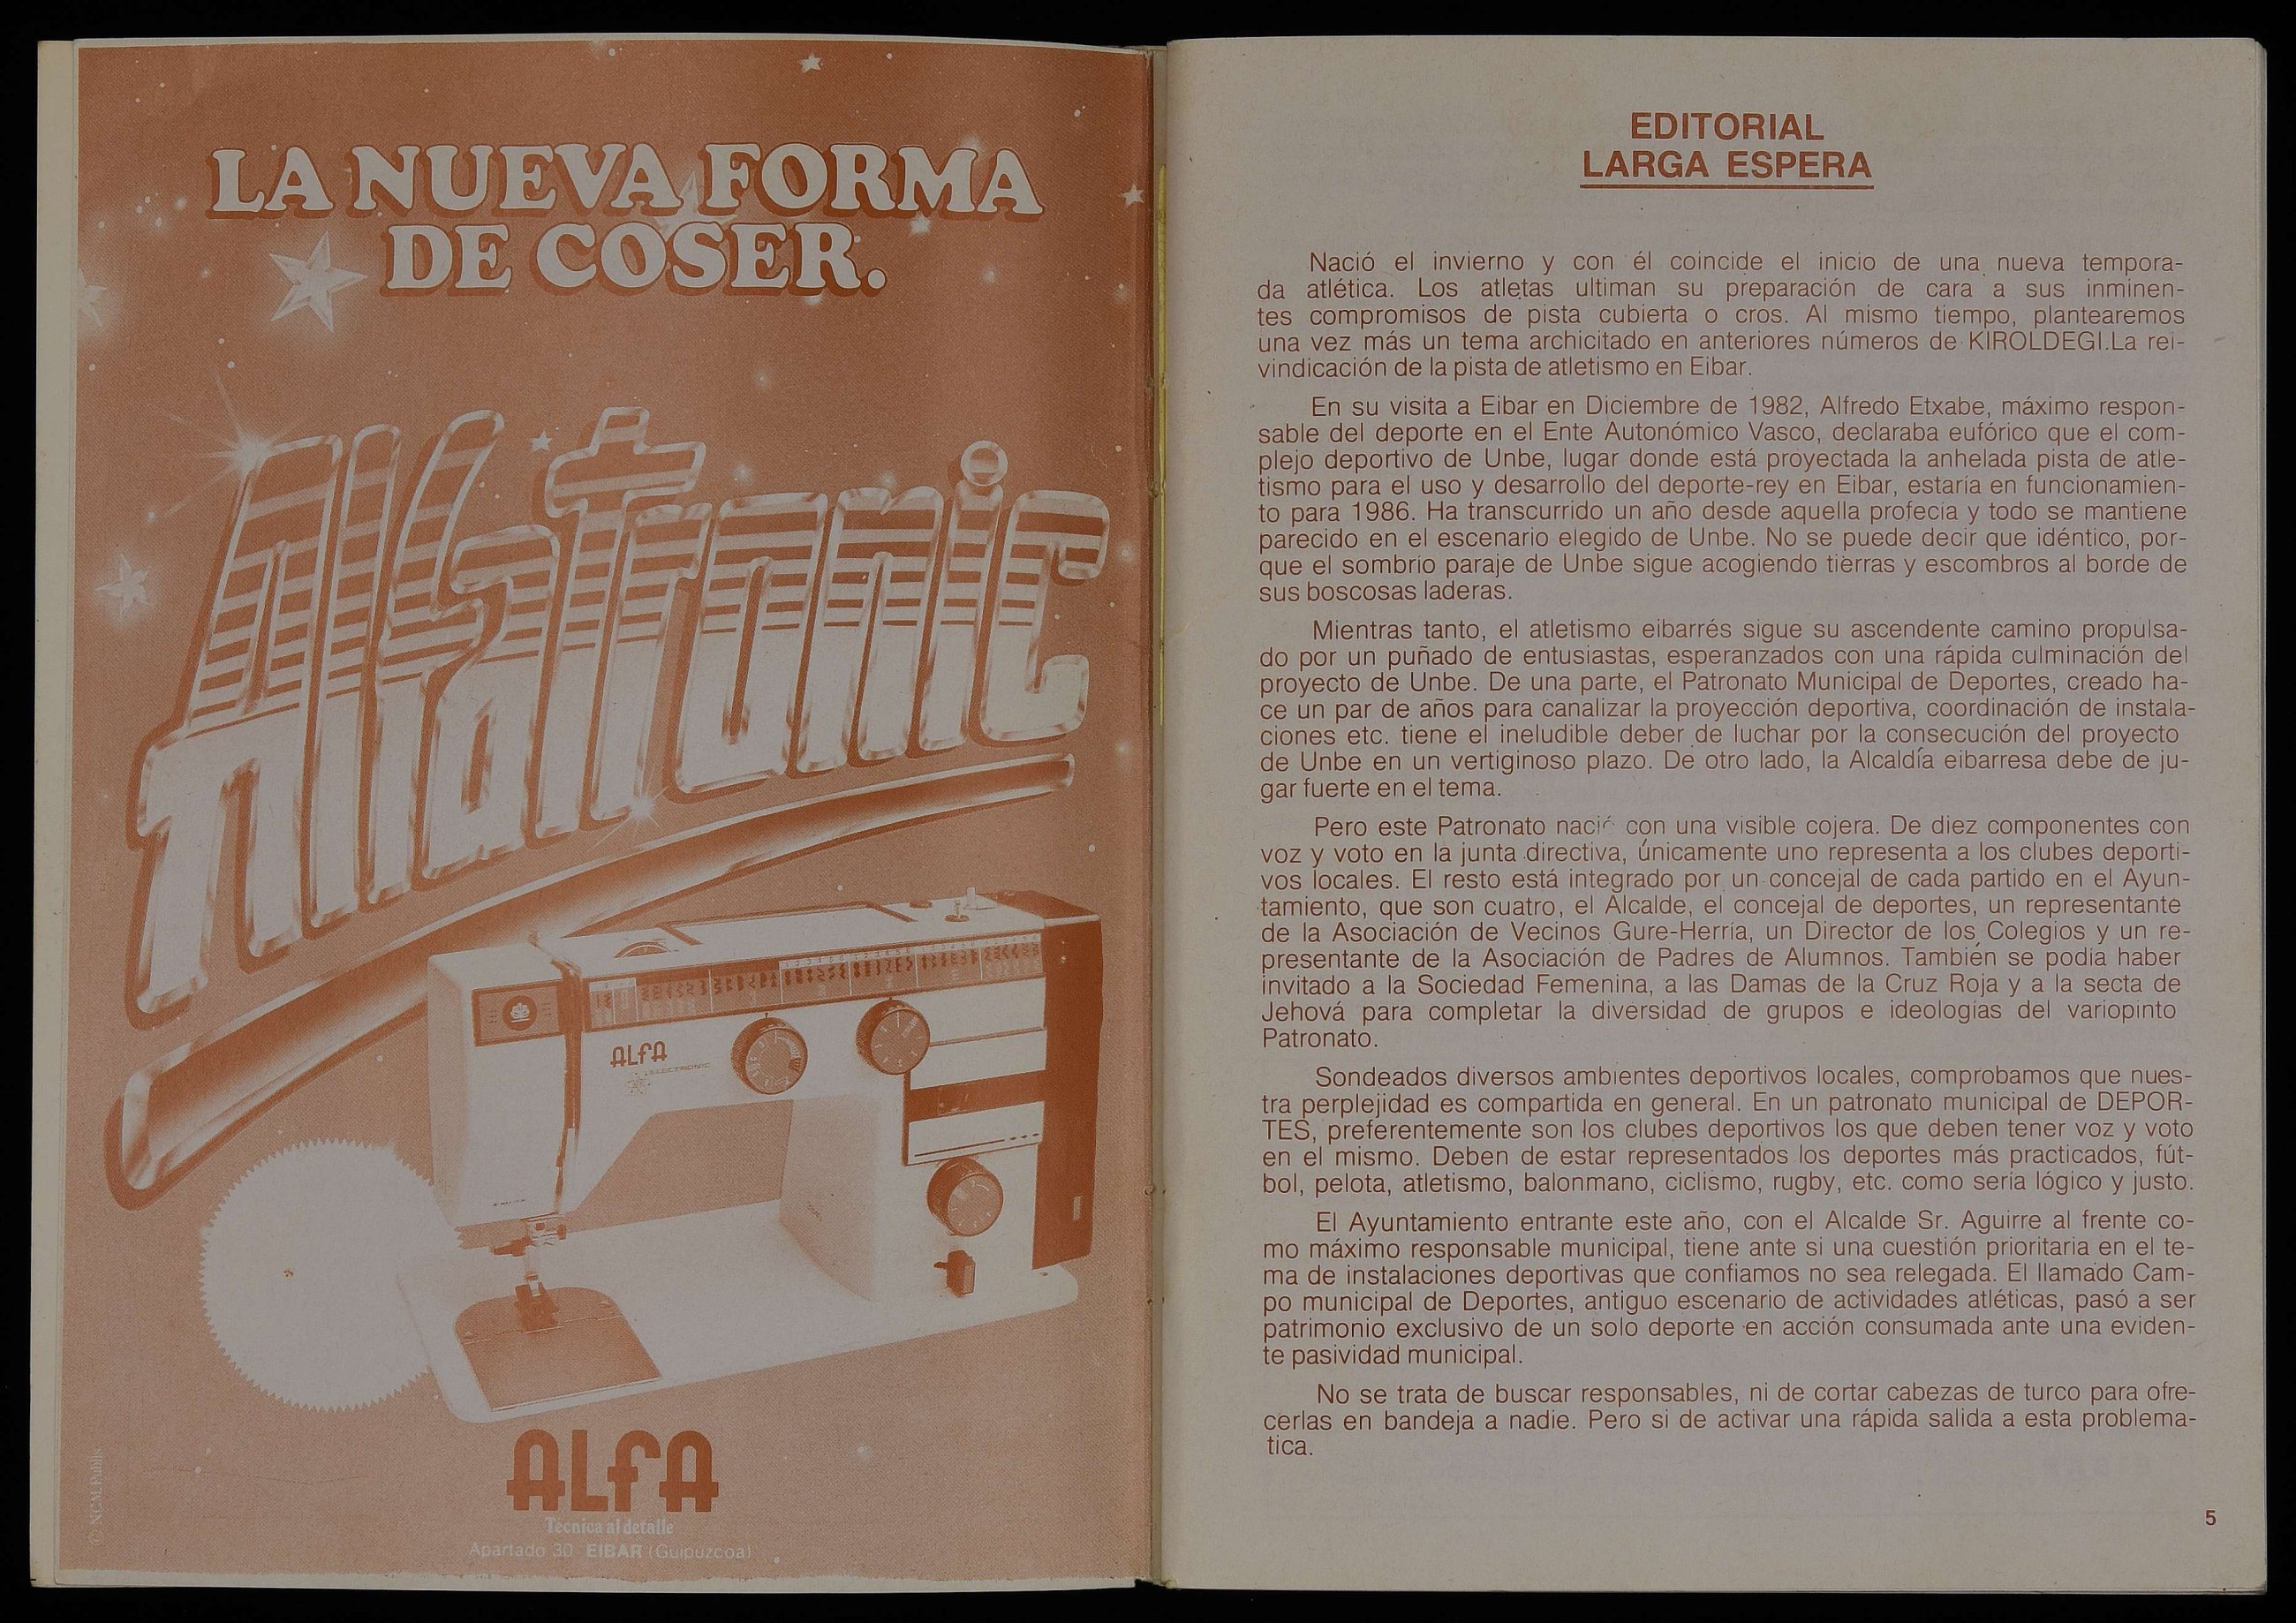 LA NUEVA FORMA
DE COSER.
Alfatronic
ALFA
ELECTRONIC
ALFA
Técnica al detalle
Apartado 30 EIBAR (Guipúzcoa)
© NCM Publis
EDITORIAL
LARGA ESPERA
Nació el invierno y con él coincide el inicio de una nueva tempora-
da atlética. Los atletas ultiman su preparación de cara a sus inminen-
tes compromisos de pista cubierta o cros. Al mismo tiempo, plantearemos
una vez más un tema archicitado en anteriores números de KIROLDEGI.La rei-
vindicación de la pista de atletismo en Eibar.
En su visita a Eibar en Diciembre de 1982, Alfredo Etxabe, máximo respon-
sable del deporte en el Ente Autonómico Vasco, declaraba eufórico que el com-
plejo deportivo de Unbe, lugar donde está proyectada la anhelada pista de atle-
tismo para el uso y desarrollo del deporte-rey en Eibar, estaría en funcionamien-
to para 1986. Ha transcurrido un año desde aquella profecía y todo se mantiene
parecido en el escenario elegido de Unbe. No se puede decir que idéntico, por-
que el sombrío paraje de Unbe sigue acogiendo tierras y escombros al borde de
sus boscosas laderas.
Mientras tanto, el atletismo eibarrés sigue su ascendente camino propulsa-
do por un puñado de entusiastas, esperanzados con una rápida culminación del
proyecto de Unbe. De una parte, el Patronato Municipal de Deportes, creado ha-
ce un par de años para canalizar la proyección deportiva, coordinación de instala-
ciones etc. tiene el ineludible deber de luchar por la consecución del proyecto
de Unbe en un vertiginoso plazo. De otro lado, la Alcaldía eibarresa debe de ju-
gar fuerte en el tema.
Pero este Patronato nació con una visible cojera. De diez componentes con
voz y voto en la junta directiva, únicamente uno representa a los clubes deporti-
vos locales. El resto está integrado por un concejal de cada partido en el Ayun-
tamiento, que son cuatro, el Alcalde, el concejal de deportes, un representante
de la Asociación de Vecinos Gure-Herria, un Director de los Colegios y un re-
presentante de la Asociación de Padres de Alumnos. También se podía haber
invitado a la Sociedad Femenina, a las Damas de la Cruz Roja y a la secta de
Jehová para completar la diversidad de grupos e ideologías del variopinto
Patronato.
Sondeados diversos ambientes deportivos locales, comprobamos que nues-
tra perplejidad es compartida en general. En un patronato municipal de DEPOR-
TES, preferentemente son los clubes deportivos los que deben tener voz y voto
en el mismo. Deben de estar representados los deportes más practicados, fút-
bol, pelota, atletismo, balonmano, ciclismo, rugby, etc. como sería lógico y justo.
El Ayuntamiento entrante este año, con el Alcalde Sr. Aguirre al frente co-
mo máximo responsable municipal, tiene ante si una cuestión prioritaria en el te-
ma de instalaciones deportivas que confiamos no sea relegada. El llamado Cam-
po municipal de Deportes, antiguo escenario de actividades atléticas, pasó a ser
patrimonio exclusivo de un solo deporte en acción consumada ante una eviden-
te pasividad municipal.
No se trata de buscar responsables, ni de cortar cabezas de turco para ofre-
cerlas en bandeja a nadie. Pero si de activar una rápida salida a esta problema-
tica.
5